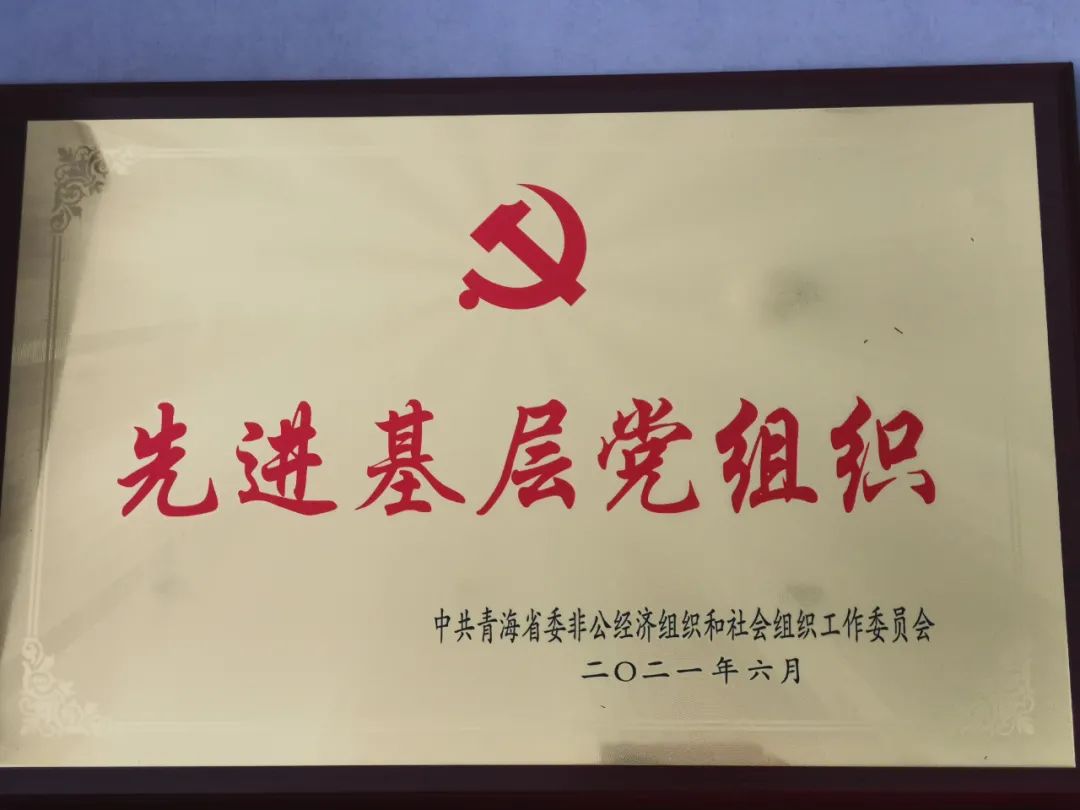 先进基层党组织
中共青海省委非公经济组织和社会组织工作委员会
二〇二一年六月